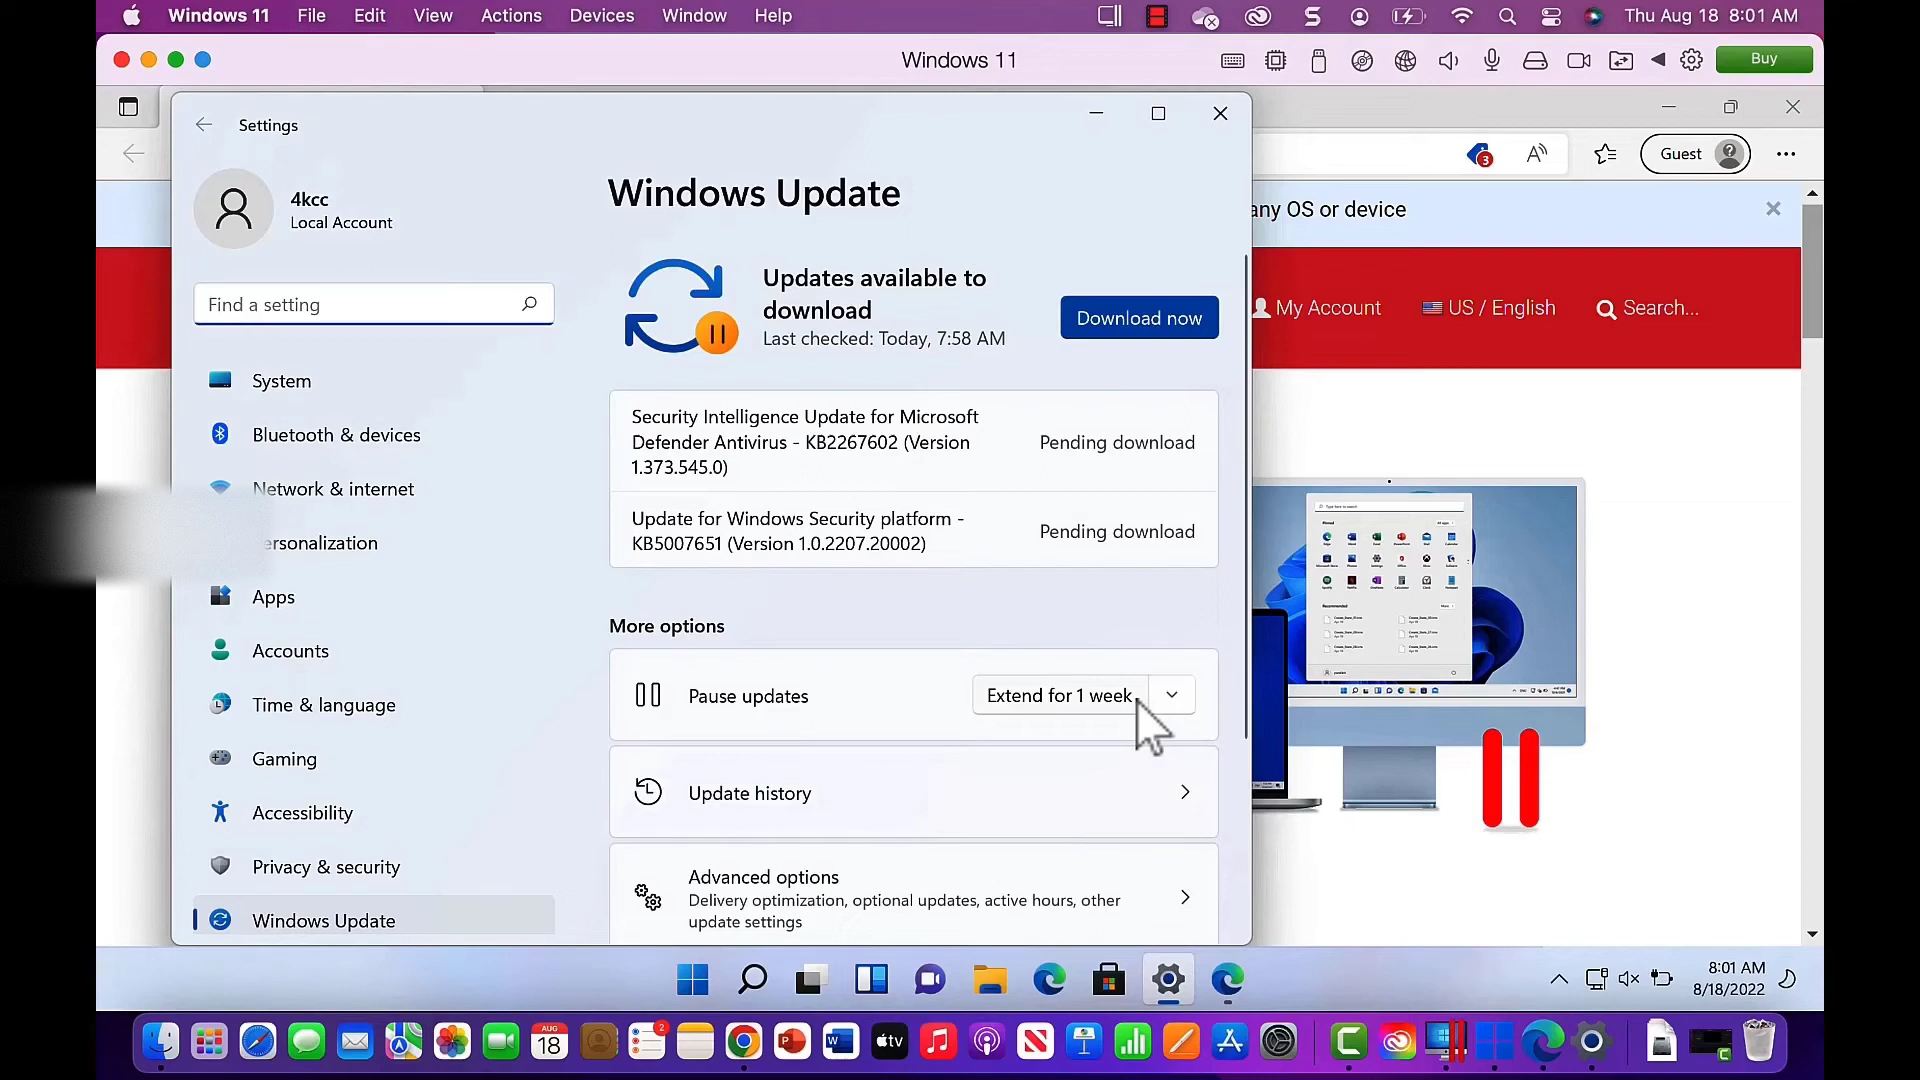 Windows 11 File Edit View Actions Devices Window Help Thu Aug 18 8:01 AM
Windows 11 Buy
Settings
Guest
3
4kcc
Local Account
Windows Update
any OS or device
Find a setting
Updates available to
download
Last checked: Today, 7:58 AM
Download now
My Account US / English Search...
System
Bluetooth & devices
Network & internet
ersonalization
Apps
Accounts
Time & language
Gaming
Accessibility
Privacy & security
Windows Update
Security Intelligence Update for Microsoft
Defender Antivirus - KB2267602 (Version
1.373.545.0)
Pending download
Update for Windows Security platform -
KB5007651 (Version 1.0.2207.20002)
Pending download
More options
Pause updates Extend for 1 week
Update history
Advanced options
Delivery optimization, optional updates, active hours, other
update settings
8:01 AM
8/18/2022
AUG
18
2
tv